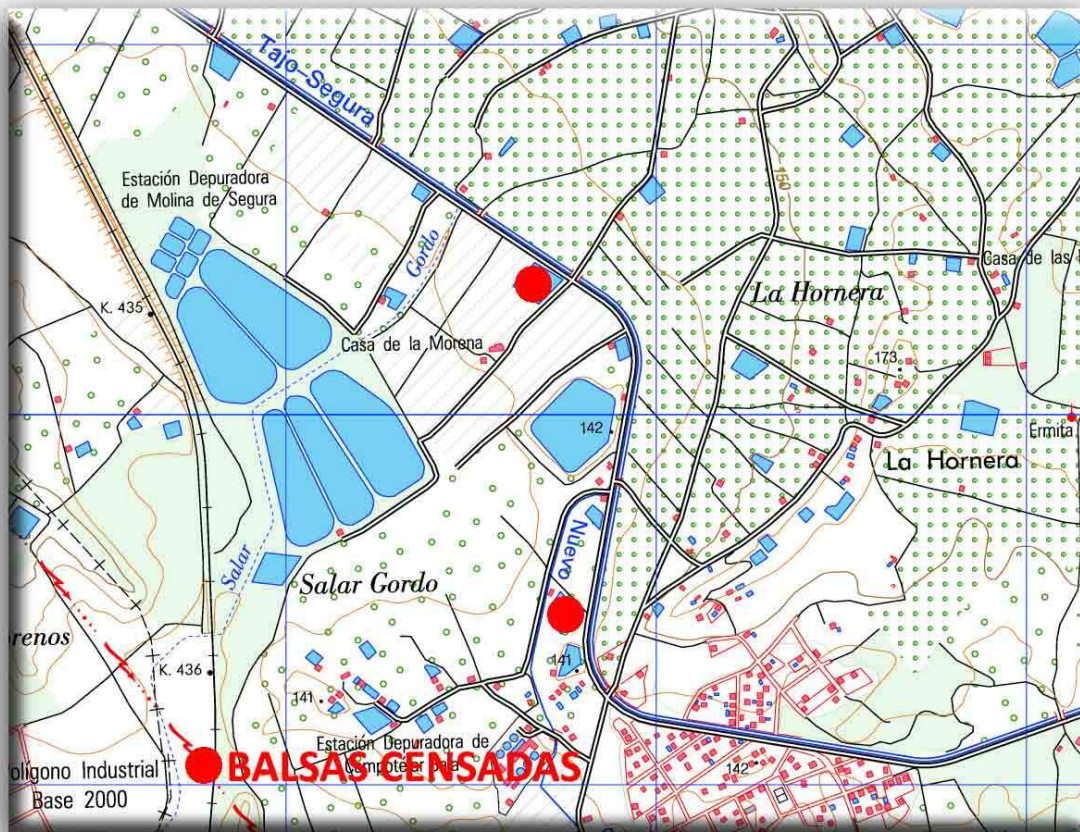 Tajo-Segura
Estación Depuradora
de Molina de Segura
150
Gordo
La Hornera
Casa de las
K. 435
Casa de la Morena
173
142
Ermita
La Hornera
Nuevo
Salar
Salar Gordo
renos
141
K. 436
141
Estación Depuradora de
BALSAS CENSADAS
142
olígono Industrial
Base 2000